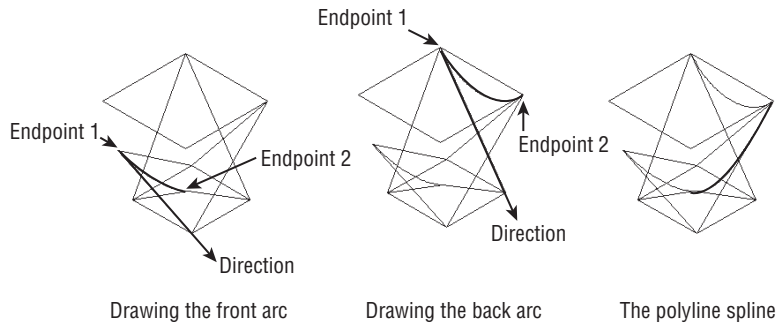 Endpoint 1
Endpoint 1
Endpoint 2
Direction
Endpoint 2
Direction
Drawing the front arc
Drawing the back arc
The polyline spline